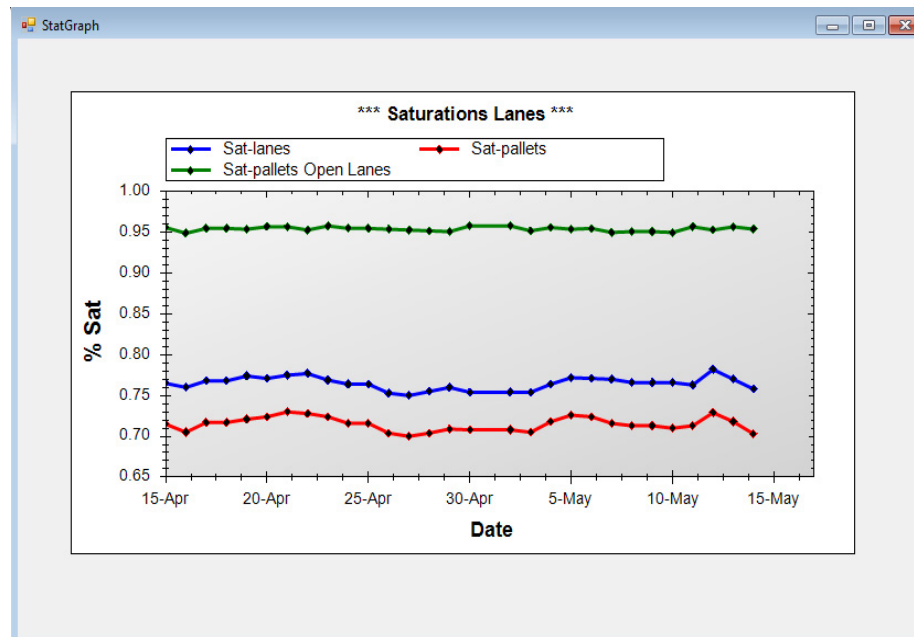 StatGraph
*** Saturations Lanes ***
Sat-lanes Sat-pallets
Sat-pallets Open Lanes
1.00
0.95
0.90
0.85
0.80
0.75
0.70
0.65
% Sat
15-Apr 20-Apr 25-Apr 30-Apr 5-May 10-May 15-May
Date